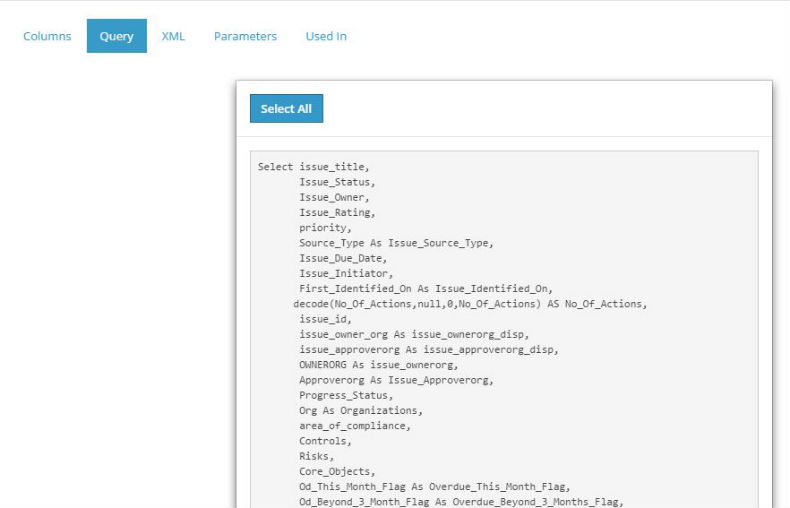 Columns Query XML Parameters Used In
Select All
Select issue_title,
Issue_Status,
Issue_Owner,
Issue_Rating,
priority,
Source_Type As Issue_Source_Type,
Issue_Due_Date,
Issue_Initiator,
First_Identified_On As Issue_Identified_On,
decode(No_Of_Actions,null,0,No_Of_Actions) AS No_Of_Actions,
issue_id,
issue_owner_org As issue_ownerorg_disp,
issue_approverorg As issue_approverorg_disp,
OWNERORG As issue_ownerorg,
Approverorg As Issue_Approverorg,
Progress_Status,
Org As Organizations,
area_of_compliance,
Controls,
Risks,
Core_Objects,
Od_This_Month_Flag As Overdue_This_Month_Flag,
Od_Beyond_3_Month_Flag As Overdue_Beyond_3_Months_Flag,